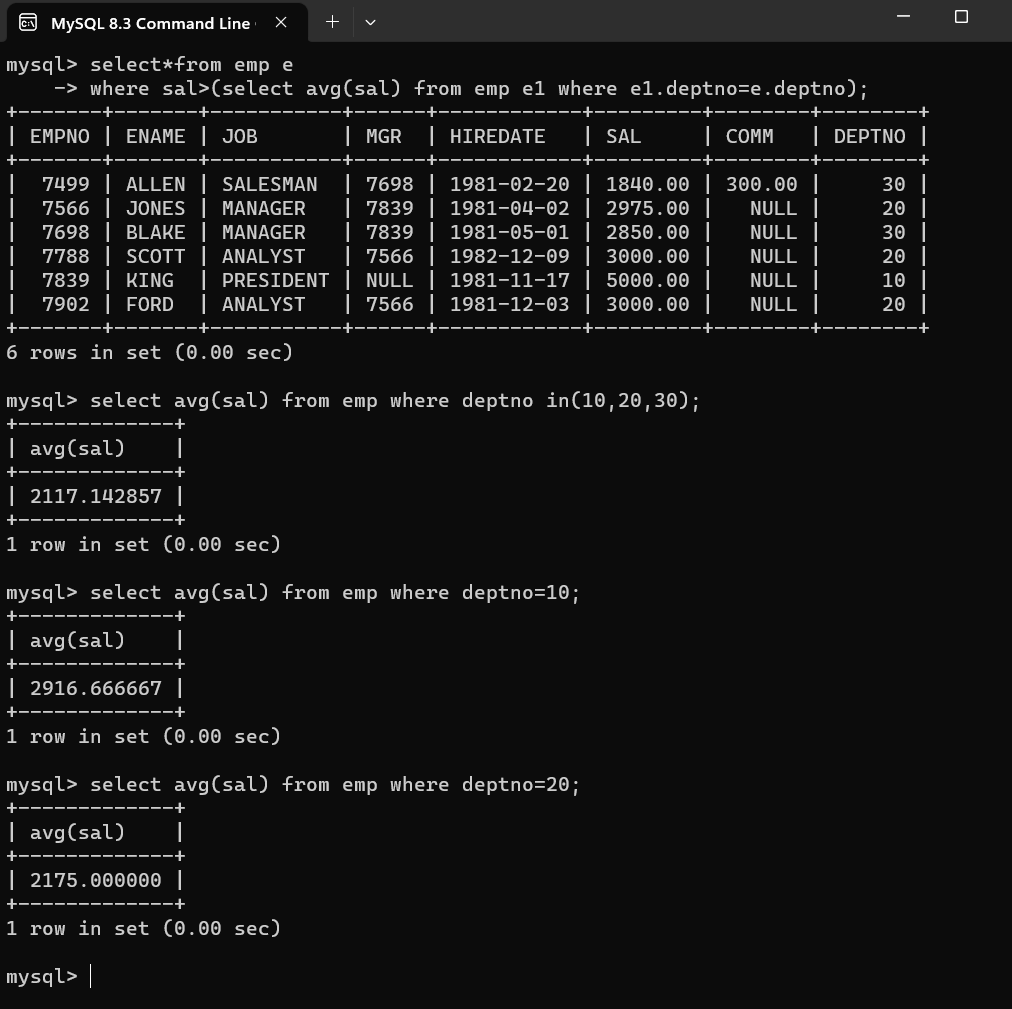 MySQL 8.3 Command Line
mysql> select*from emp e
    -> where sal>(select avg(sal) from emp e1 where e1.deptno=e.deptno);
+-------+-------+-----------+------+------------+---------+--------+--------+
| EMPNO | ENAME | JOB       | MGR  | HIREDATE   | SAL     | COMM   | DEPTNO |
+-------+-------+-----------+------+------------+---------+--------+--------+
|  7499 | ALLEN | SALESMAN  | 7698 | 1981-02-20 | 1840.00 | 300.00 |     30 |
|  7566 | JONES | MANAGER   | 7839 | 1981-04-02 | 2975.00 |   NULL |     20 |
|  7698 | BLAKE | MANAGER   | 7839 | 1981-05-01 | 2850.00 |   NULL |     30 |
|  7788 | SCOTT | ANALYST   | 7566 | 1982-12-09 | 3000.00 |   NULL |     20 |
|  7839 | KING  | PRESIDENT | NULL | 1981-11-17 | 5000.00 |   NULL |     10 |
|  7902 | FORD  | ANALYST   | 7566 | 1981-12-03 | 3000.00 |   NULL |     20 |
+-------+-------+-----------+------+------------+---------+--------+--------+
6 rows in set (0.00 sec)

mysql> select avg(sal) from emp where deptno in(10,20,30);
+-------------+
| avg(sal)    |
+-------------+
| 2117.142857 |
+-------------+
1 row in set (0.00 sec)

mysql> select avg(sal) from emp where deptno=10;
+-------------+
| avg(sal)    |
+-------------+
| 2916.666667 |
+-------------+
1 row in set (0.00 sec)

mysql> select avg(sal) from emp where deptno=20;
+-------------+
| avg(sal)    |
+-------------+
| 2175.000000 |
+-------------+
1 row in set (0.00 sec)

mysql>